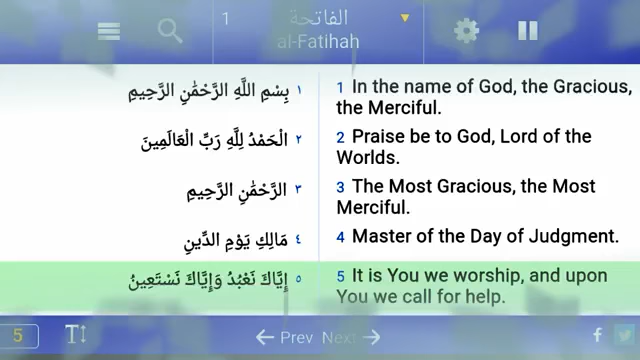 1 الفاتحة
al-Fatihah
١ بِسْمِ اللَّهِ الرَّحْمَٰنِ الرَّحِيمِ
1 In the name of God, the Gracious,
the Merciful.
٢ الْحَمْدُ لِلَّهِ رَبِّ الْعَالَمِينَ
2 Praise be to God, Lord of the
Worlds.
٣ الرَّحْمَٰنِ الرَّحِيمِ
3 The Most Gracious, the Most
Merciful.
٤ مَالِكِ يَوْمِ الدِّينِ
4 Master of the Day of Judgment.
٥ إِيَّاكَ نَعْبُدُ وَإِيَّاكَ نَسْتَعِينُ
5 It is You we worship, and upon
You we call for help.
5 T Prev Next f